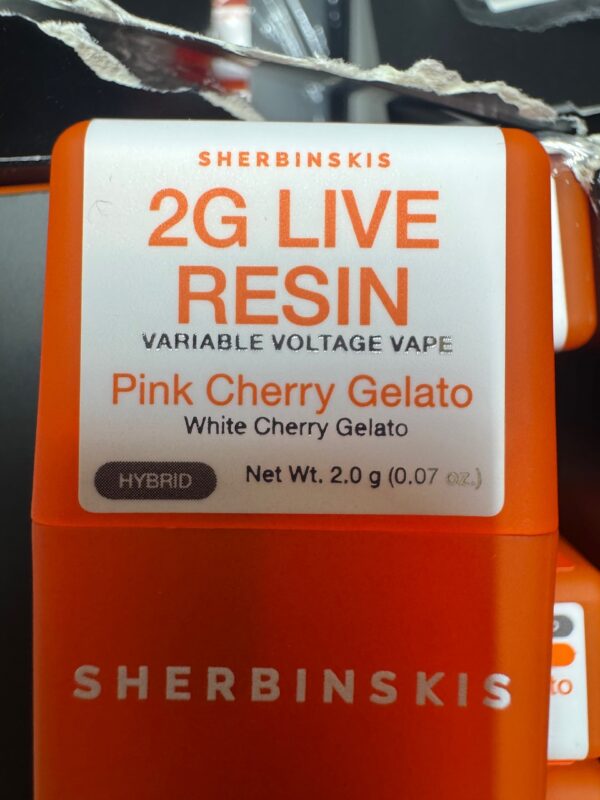 SHERBINSKIS
2G LIVE
RESIN
VARIABLE VOLTAGE VAPE
Pink Cherry Gelato
White Cherry Gelato
HYBRID
Net Wt. 2.0 g (0.07 oz.)
SHERBINSKIS
to